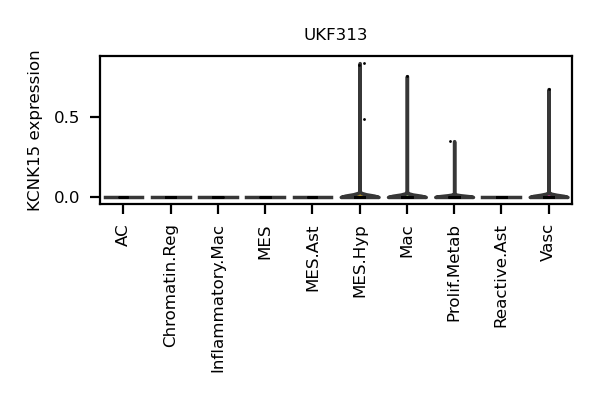 UKF313
KCNK15 expression
0.5
0.0
AC
Chromatin.Reg
Inflammatory.Mac
MES
MES.Ast
MES.Hyp
Mac
Prolif.Metab
Reactive.Ast
Vasc